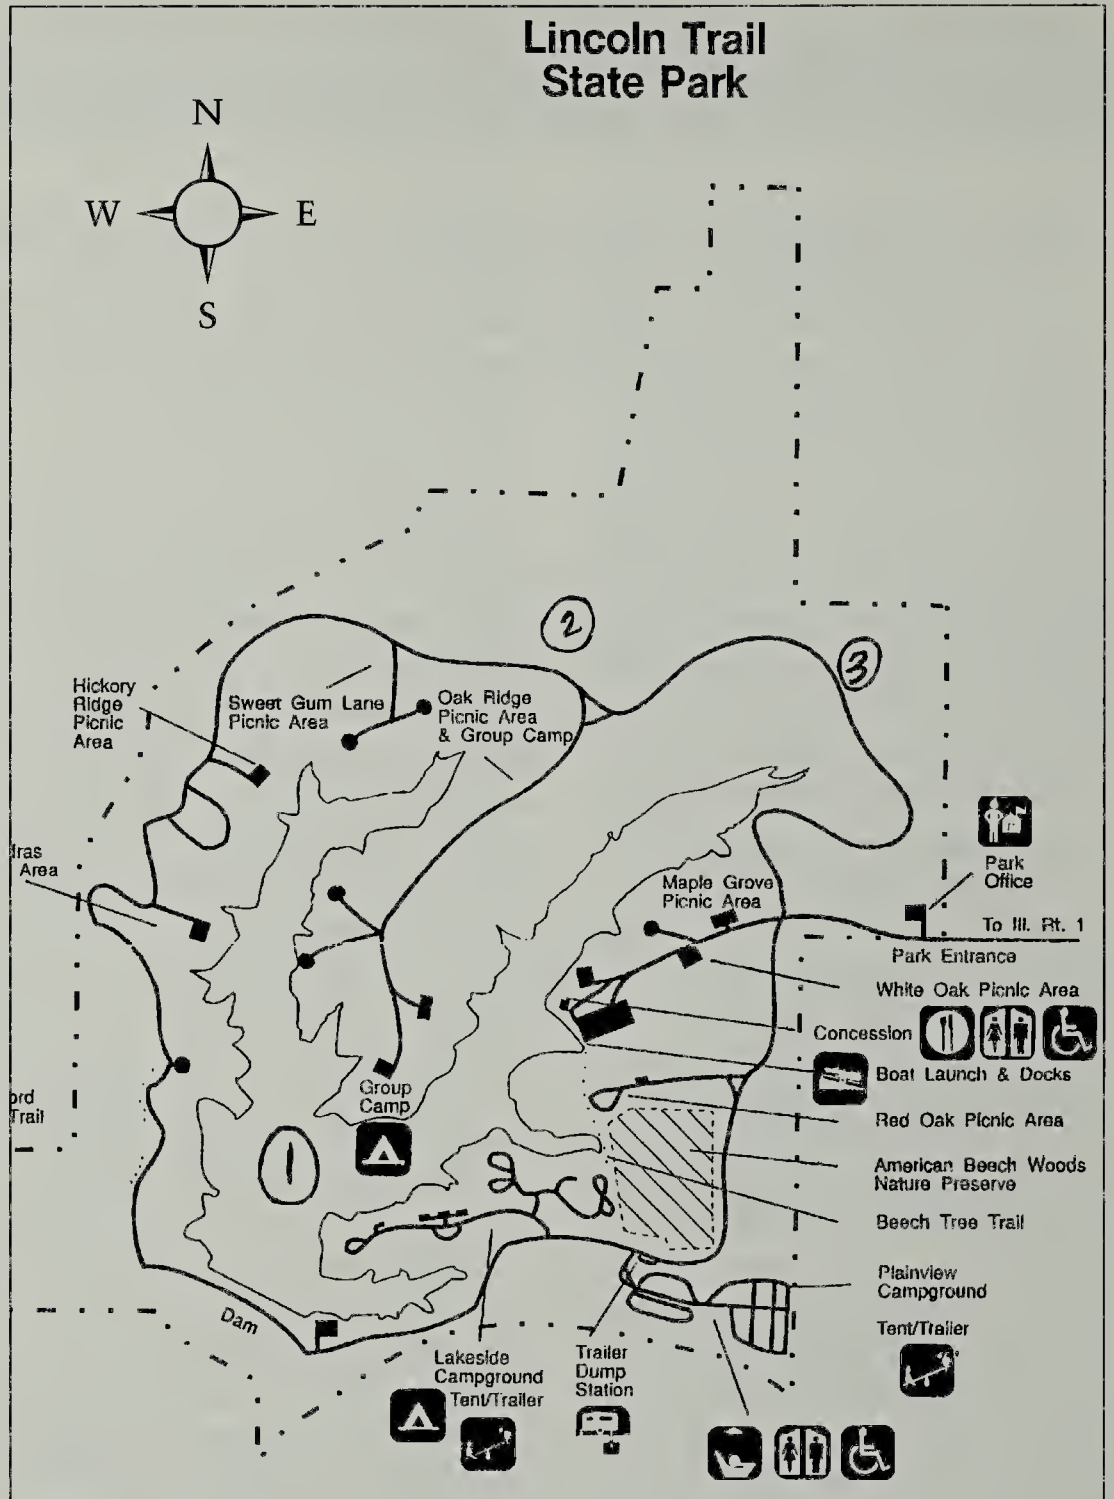 Lincoln Trail
State Park
N
W E
S
2
3
Hickory
Ridge
Picnic
Area
Sweet Gum Lane
Picnic Area
Oak Ridge
Picnic Area
& Group Camp
Park
Office
Area
Maple Grove
Picnic Area
To Ill. Rt. 1
Park Entrance
White Oak Picnic Area
Concession
Boat Launch & Docks
Group
Camp
Trail
Red Oak Picnic Area
1
American Beech Woods
Nature Preserve
Beech Tree Trail
Plainview
Campground
Tent/Trailer
Dam
Lakeside
Campground
Tent/Trailer
Trailer
Dump
Station